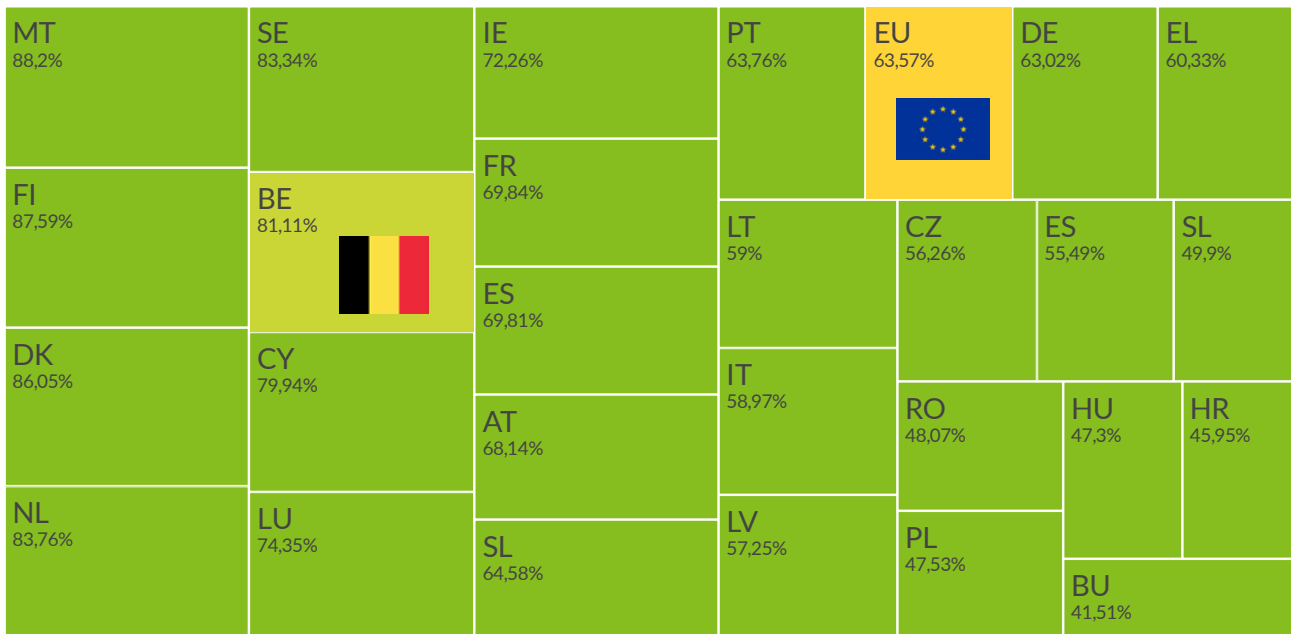 MT
88,2%
FI
87,59%
DK
86,05%
NL
83,76%
SE
83,34%
BE
81,11%
CY
79,94%
LU
74,35%
IE
72,26%
FR
69,84%
ES
69,81%
AT
68,14%
SL
64,58%
PT
63,76%
EU
63,57%
DE
63,02%
EL
60,33%
LT
59%
IT
58,97%
LV
57,25%
CZ
56,26%
ES
55,49%
SL
49,9%
RO
48,07%
PL
47,53%
HU
47,3%
HR
45,95%
BU
41,51%